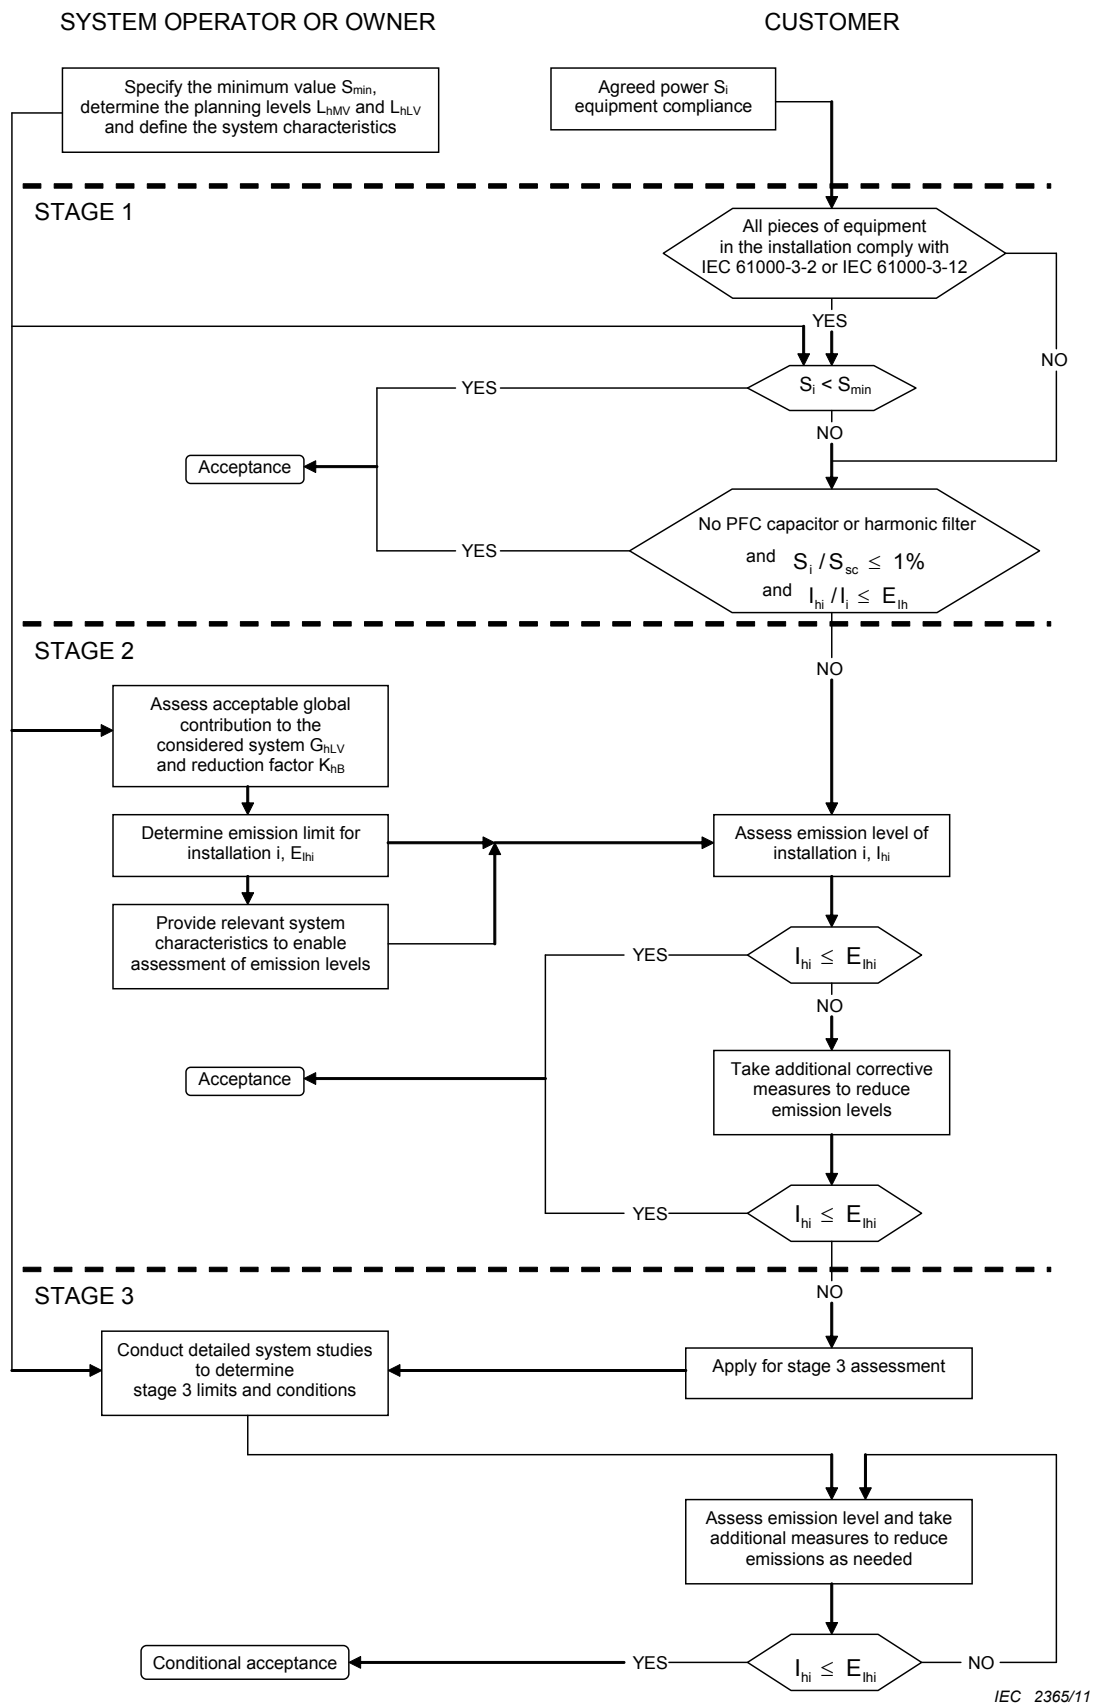 SYSTEM OPERATOR OR OWNER
CUSTOMER
Specify the minimum value Smin,
determine the planning levels LhMV and LhLV
and define the system characteristics
Agreed power Si
equipment compliance
STAGE 1
All pieces of equipment
in the installation comply with
IEC 61000-3-2 or IEC 61000-3-12
YES
NO
Si < Smin
YES
NO
Acceptance
No PFC capacitor or harmonic filter
and Si / Ssc ≤ 1%
and Ihi / Ii ≤ EIh
YES
STAGE 2
NO
Assess acceptable global
contribution to the
considered system GhLV
and reduction factor KhB
Determine emission limit for
installation i, EIhi
Assess emission level of
installation i, Ihi
Provide relevant system
characteristics to enable
assessment of emission levels
YES
Ihi ≤ EIhi
NO
Take additional corrective
measures to reduce
emission levels
Acceptance
YES
Ihi ≤ EIhi
NO
STAGE 3
Conduct detailed system studies
to determine
stage 3 limits and conditions
Apply for stage 3 assessment
Assess emission level and take
additional measures to reduce
emissions as needed
Conditional acceptance
YES
Ihi ≤ EIhi
NO
IEC 2365/11